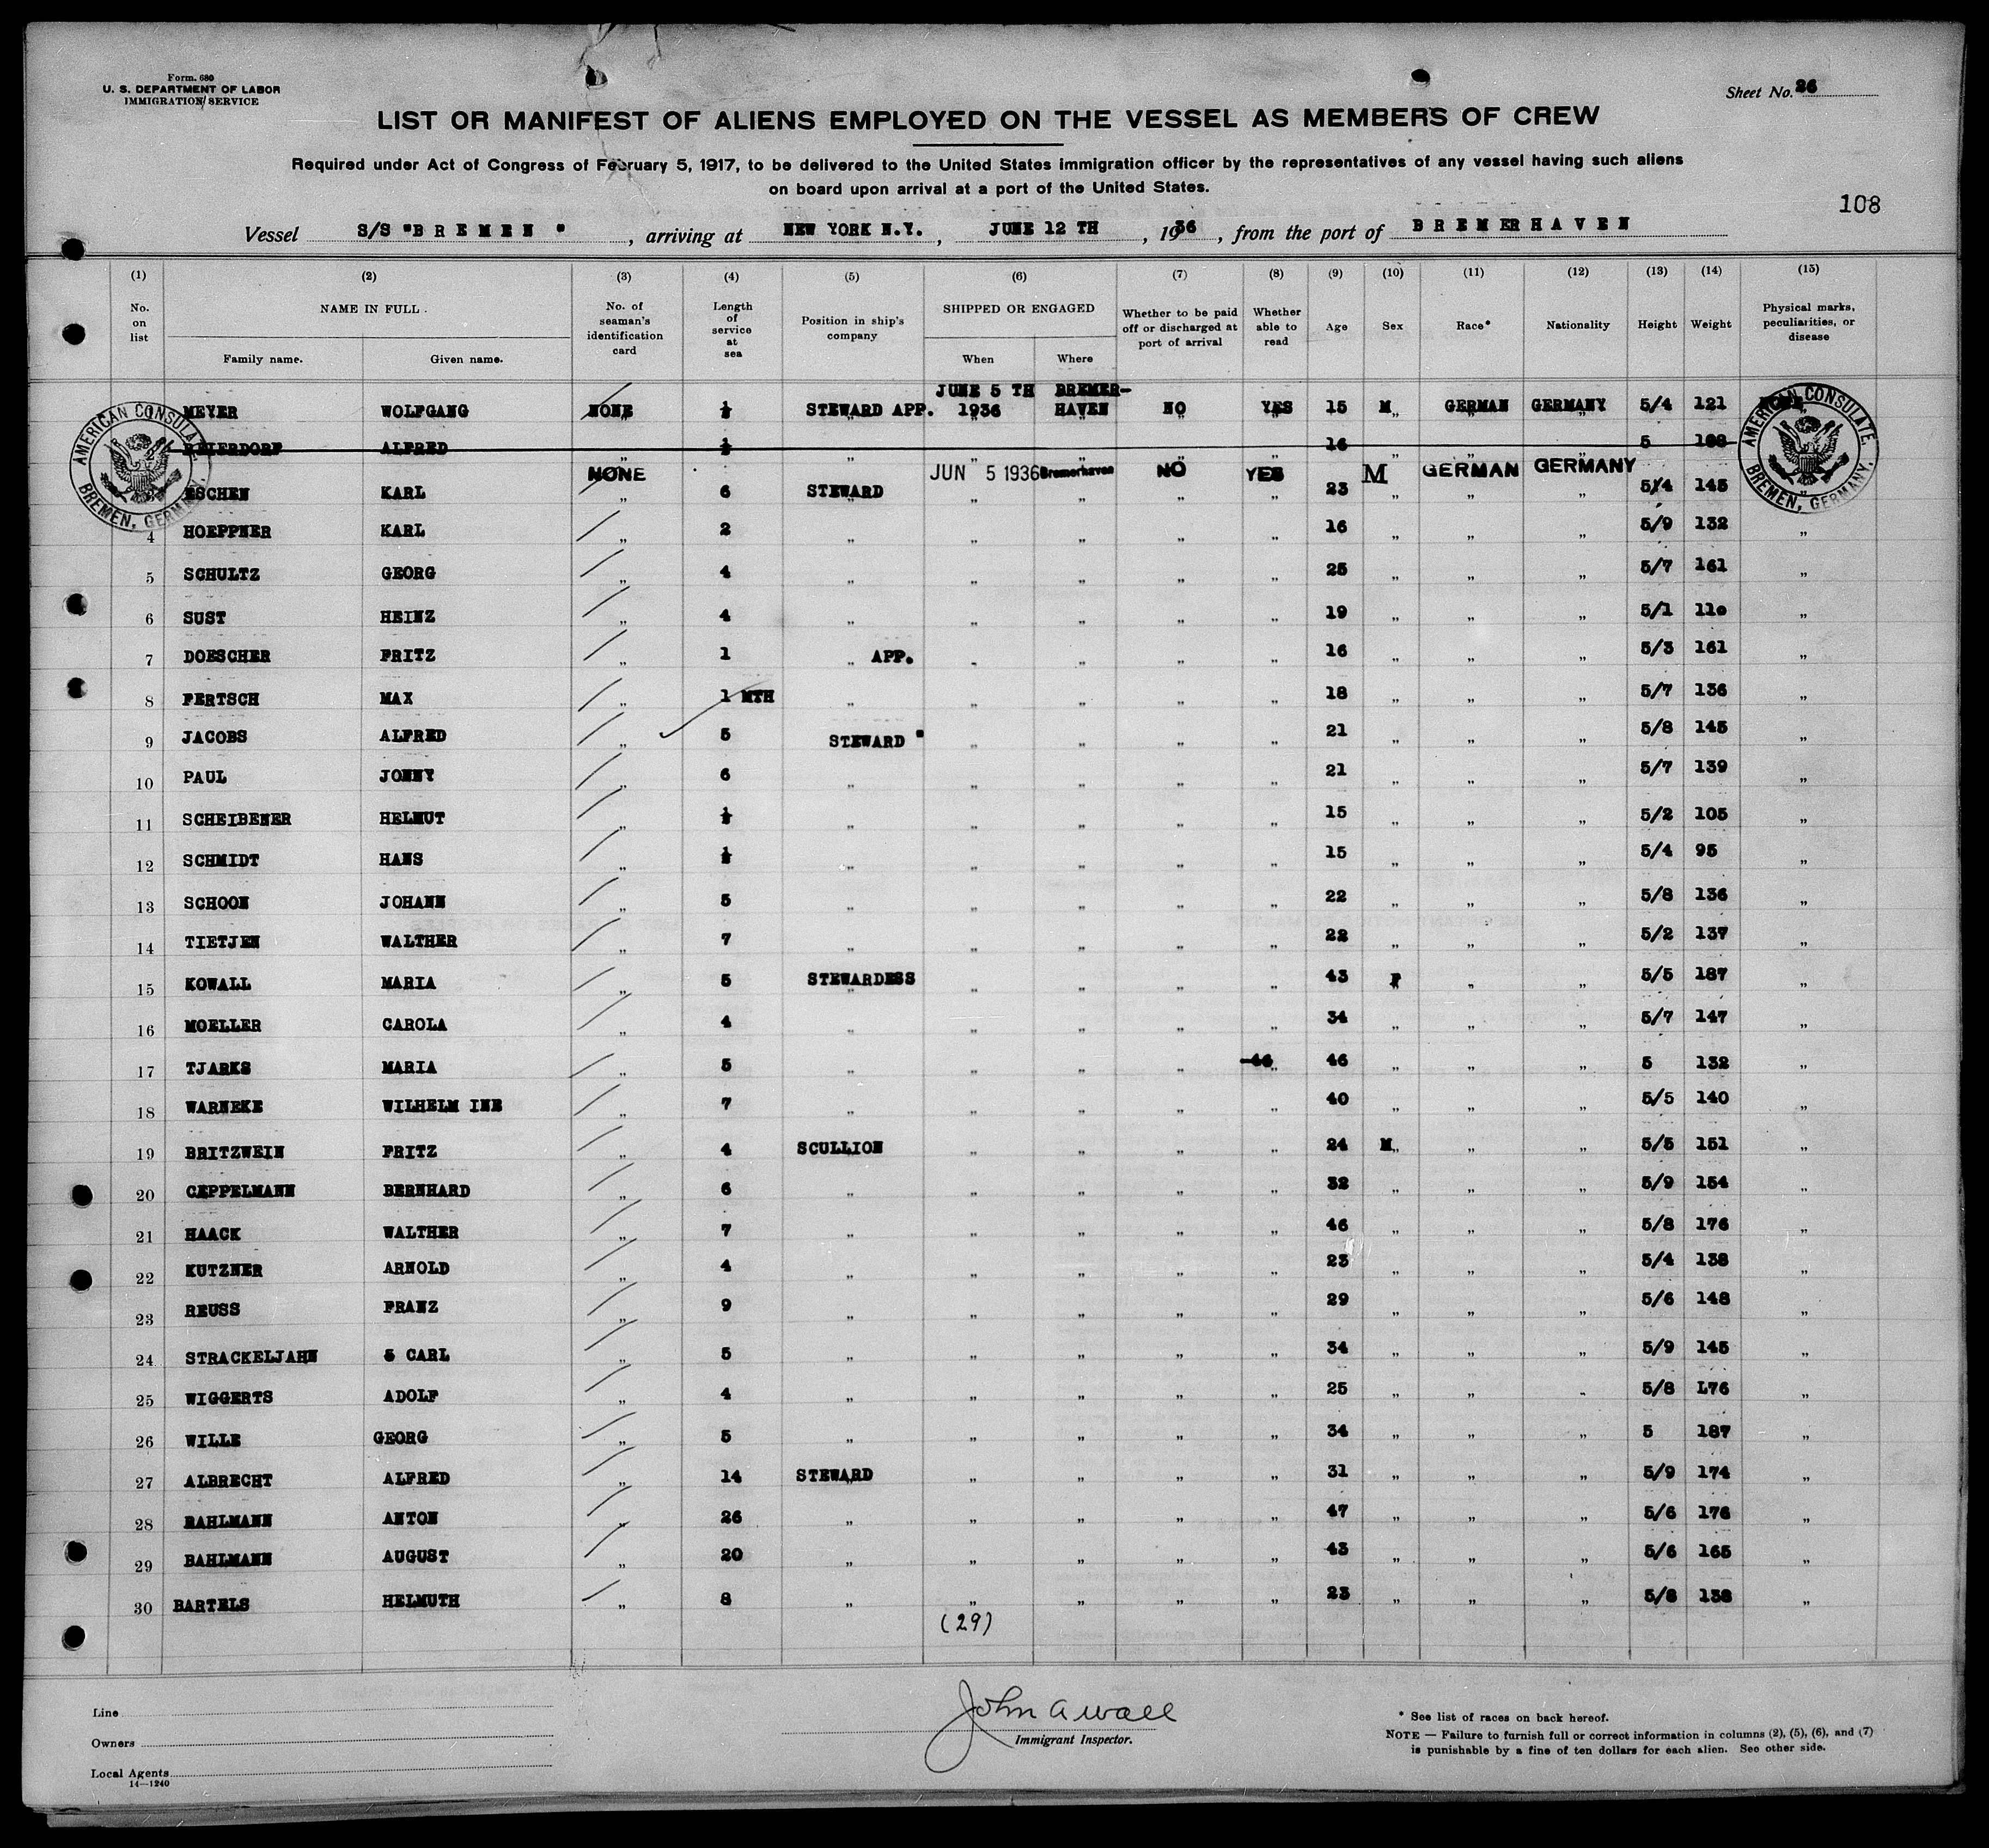 Form. 680
U. S. DEPARTMENT OF LABOR
IMMIGRATION SERVICE
Sheet No. 26
LIST OR MANIFEST OF ALIENS EMPLOYED ON THE VESSEL AS MEMBERS OF CREW
Required under Act of Congress of February 5, 1917, to be delivered to the United States immigration officer by the representatives of any vessel having such aliens
on board upon arrival at a port of the United States.
108
Vessel S/S "B R E M E N ", arriving at NEW YORK N.Y., JUNE 12 TH, 1936, from the port of B R E M E R H A V E N
(1) (2) (3) (4) (5) (6) (7) (8) (9) (10) (11) (12) (13) (14) (15)
No. on list NAME IN FULL. Family name. Given name. No. of seaman's identification card Length of service at sea Position in ship's company SHIPPED OR ENGAGED When Where Whether to be paid off or discharged at port of arrival Whether able to read Age Sex Race* Nationality Height Weight Physical marks, peculiarities, or disease
JUNE 5 TH BREMER-
MEYER WOLFGANG NONE ½ STEWARD APP. 1936 HAVEN NO YES 15 M GERMAN GERMANY 5/4 121
ALFRED ½ " " " " " 16 " " " 5
NONE JUN 5 1936 Bremerhaven NO YES M GERMAN GERMANY
ESCHEN KARL " 6 STEWARD " " " " 23 " " " 5/4 145 "
4 HOEPPNER KARL " 2 " " " " " 16 " " " 5/9 132 "
5 SCHULTZ GEORG " 4 " " " " " 25 " " " 5/7 161 "
6 SUST HEINZ " 4 " " " " " 19 " " " 5/1 110 "
7 DOESCHER FRITZ " 1 " APP. " " " " 16 " " " 5/3 161 "
8 PERTSCH MAX " 1 MTH " " " " " 18 " " " 5/7 136 "
9 JACOBS ALFRED " 5 STEWARD " " " " " 21 " " " 5/8 145 "
10 PAUL JONNY " 6 " " " " " 21 " " " 5/7 139 "
11 SCHEIBENER HELMUT " ½ " " " " " 15 " " " 5/2 105 "
12 SCHMIDT HANS " ½ " " " " " 15 " " " 5/4 95 "
13 SCHOON JOHANN " 5 " " " " " 22 " " " 5/8 136 "
14 TIETJEN WALTHER " 7 " " " " " 22 " " " 5/2 137 "
15 KOWALL MARIA " 5 STEWARDESS " " " " 43 F " " 5/5 187 "
16 MOELLER CAROLA " 4 " " " " " 34 " " " 5/7 147 "
17 TJARKS MARIA " 5 " " " " -46 46 " " " 5 132 "
18 WARNEKE WILHELM INE " 7 " " " " " 40 " " " 5/5 140 "
19 BRITZWEIN FRITZ " 4 SCULLION " " " " 24 M " " 5/5 151 "
20 CEPPELMANN BERNHARD " 6 " " " " " 32 " " " 5/9 154 "
21 HAACK WALTHER " 7 " " " " " 46 " " " 5/8 176 "
22 KUTZNER ARNOLD " 4 " " " " " 23 " " " 5/4 138 "
23 REUSS FRANZ " 9 " " " " " 29 " " " 5/6 148 "
24 STRACKELJAHN 5 CARL " 5 " " " " " 34 " " " 5/9 145 "
25 WIGGERTS ADOLF " 4 " " " " " 25 " " " 5/8 L76 "
26 WILLE GEORG " 5 " " " " " 34 " " " 5 187 "
27 ALBRECHT ALFRED " 14 STEWARD " " " " 31 " " " 5/9 174 "
28 BAHLMANN ANTON " 26 " " " " " 47 " " " 5/6 176 "
29 BAHLMANN AUGUST " 20 " " " " " 43 " " " 5/6 165 "
30 BARTELS HELMUTH " 8 " " " " " 23 " " " 5/8 138 "
(29)
AMERICAN CONSULATE. BREMEN, GERMANY.
AMERICAN CONSULATE. BREMEN, GERMANY.
John A Wall
Immigrant Inspector.
Line
Owners
Local Agents
14—1240
* See list of races on back hereof.
NOTE — Failure to furnish full or correct information in columns (2), (5), (6), and (7)
is punishable by a fine of ten dollars for each alien. See other side.